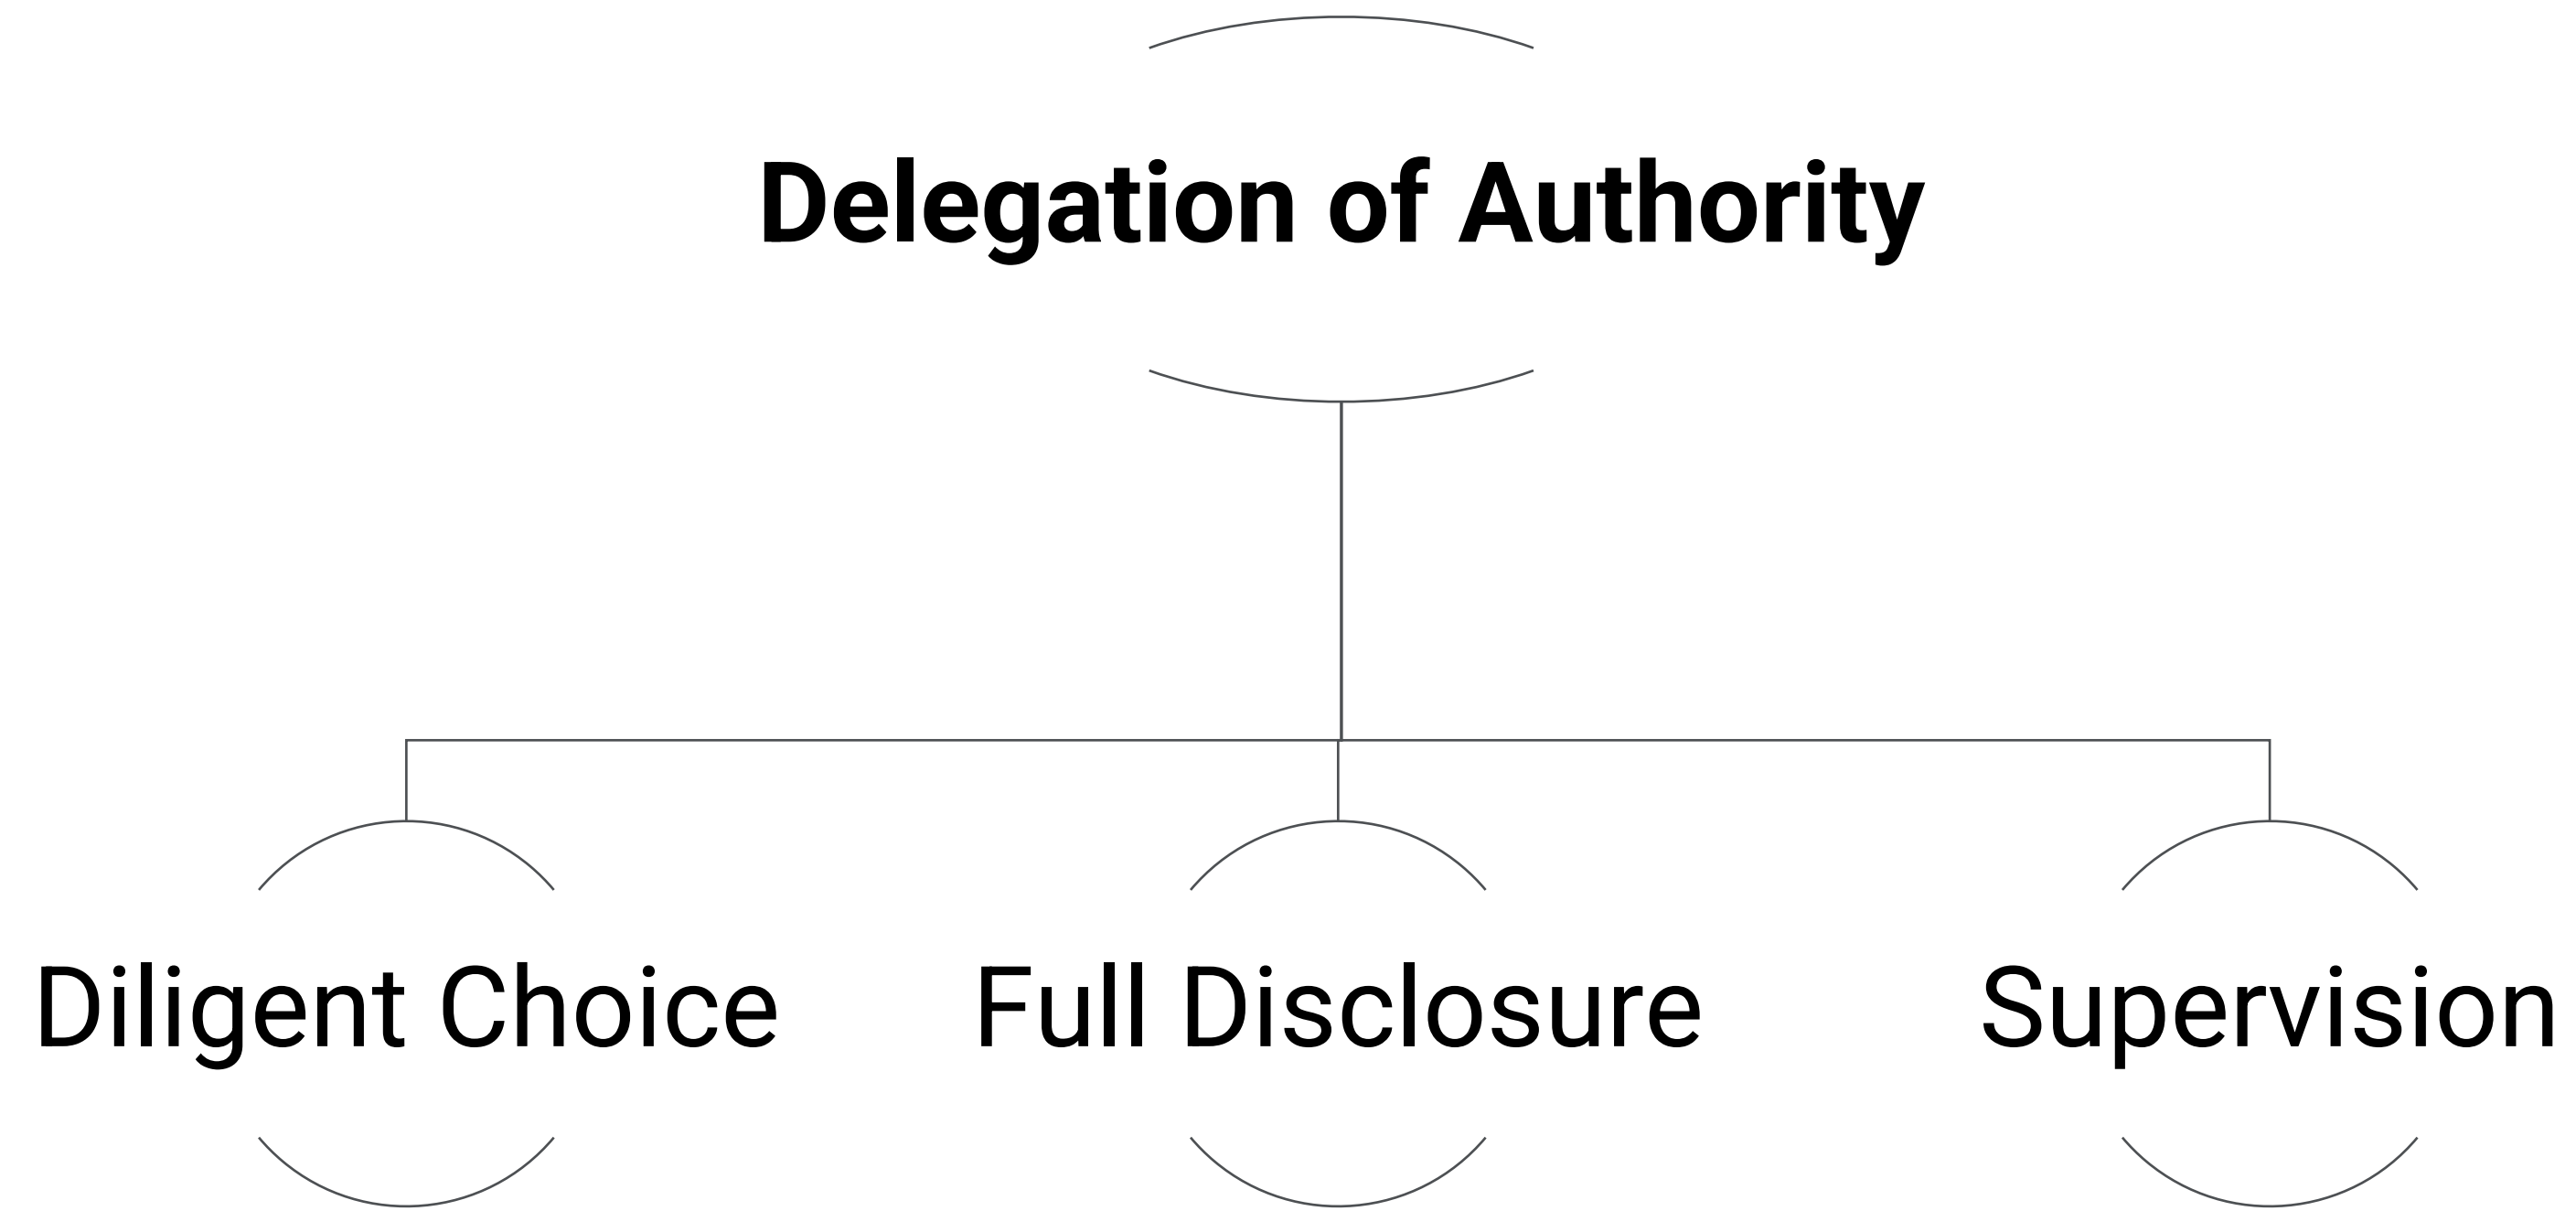 Delegation of Authority
Diligent Choice
Full Disclosure
Supervision